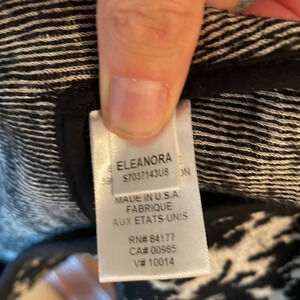 ELEANORA
S7037143U8
MADE IN U.S.A.
FABRIQUE
AUX ETATS-UNIS
RN# 84177
CA# 00985
V# 10014